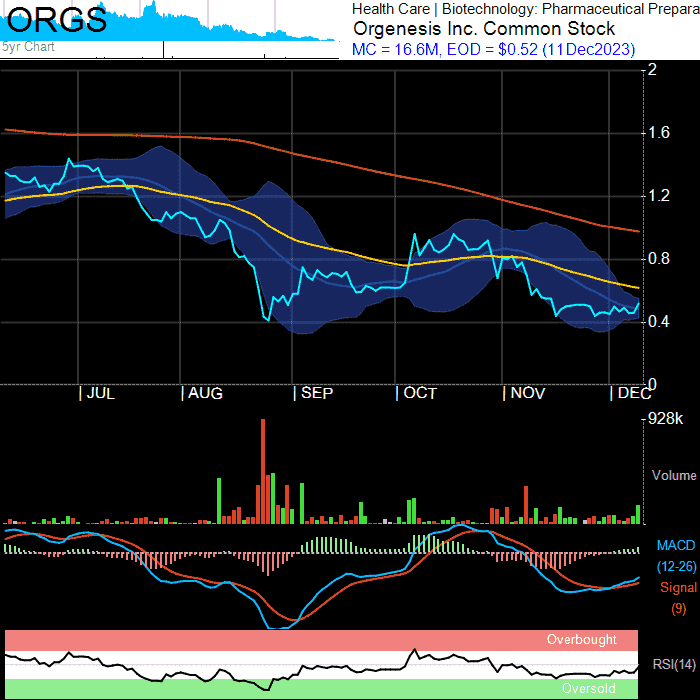 ORGS
5yr Chart
Health Care | Biotechnology: Pharmaceutical Prepara
Orgenesis Inc. Common Stock
MC = 16.6M, EOD = $0.52 (11Dec2023)
2
1.6
1.2
0.8
0.4
0
| JUL | AUG | SEP | OCT | NOV | DEC
928k
Volume
MACD
(12-26)
Signal
(9)
Overbought
RSI(14)
Oversold